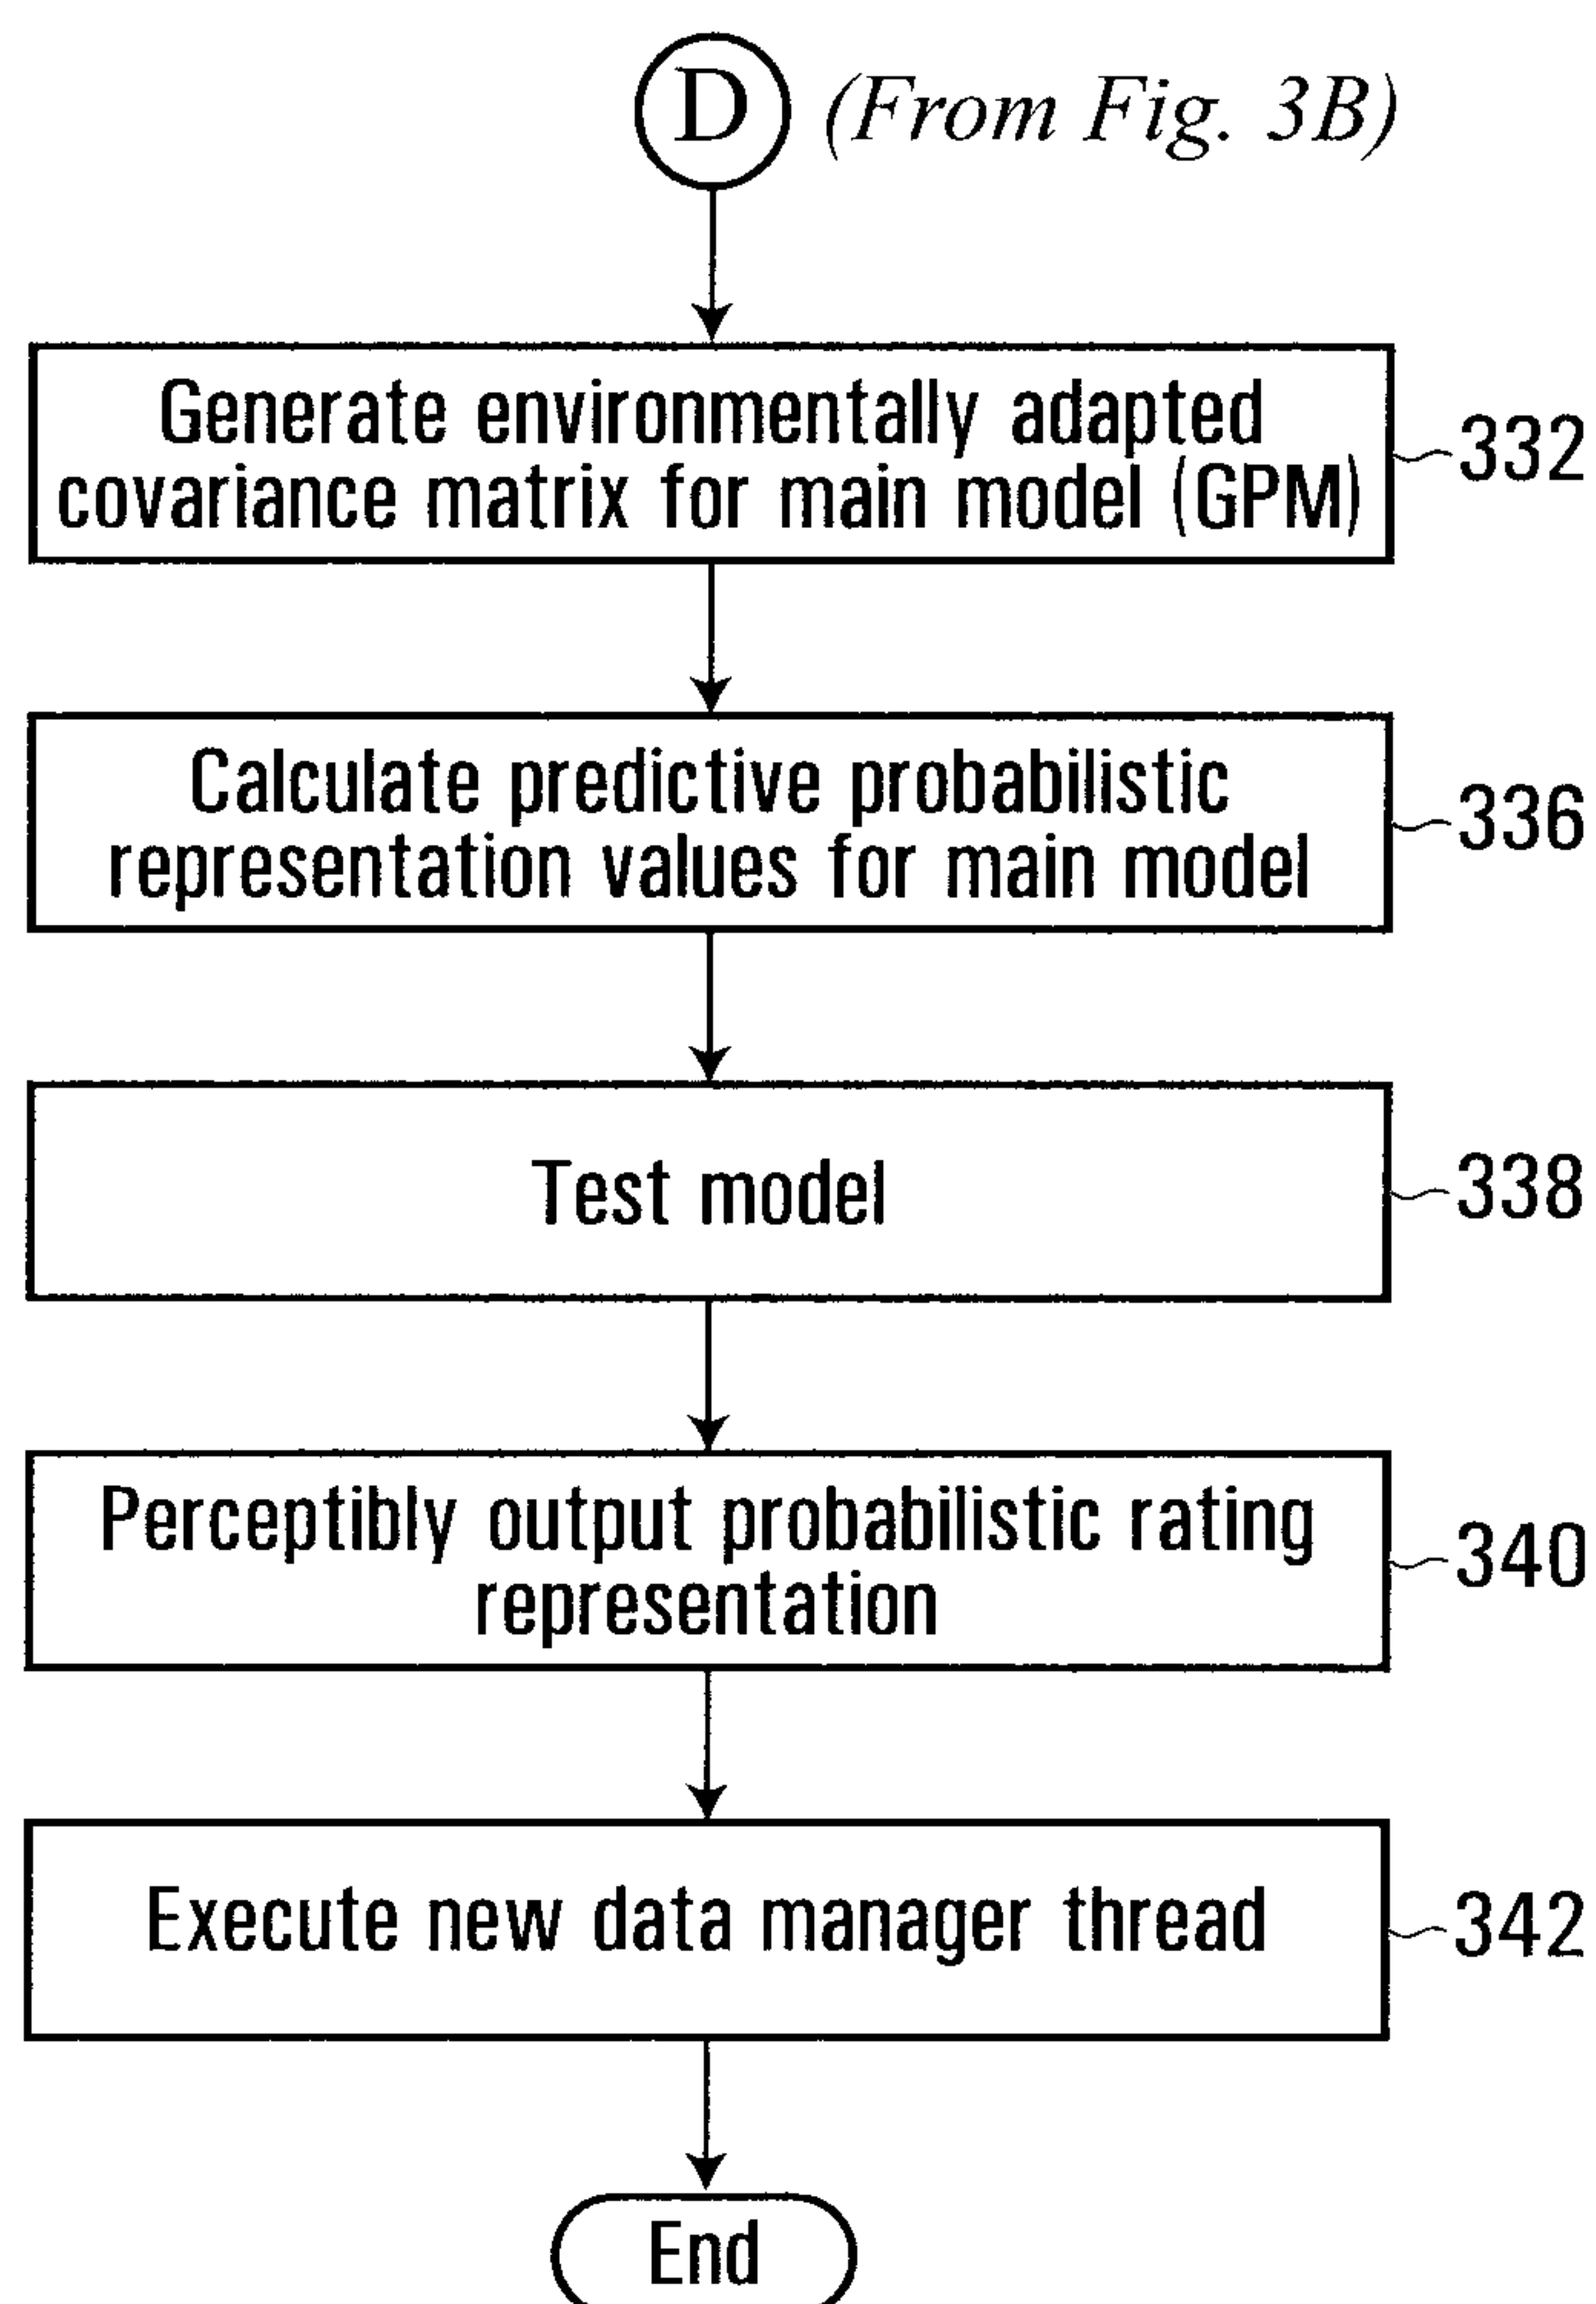 D (From Fig. 3B)
Generate environmentally adapted
covariance matrix for main model (GPM)
332
Calculate predictive probabilistic
representation values for main model
336
Test model
338
Perceptibly output probabilistic rating
representation
340
Execute new data manager thread
342
End